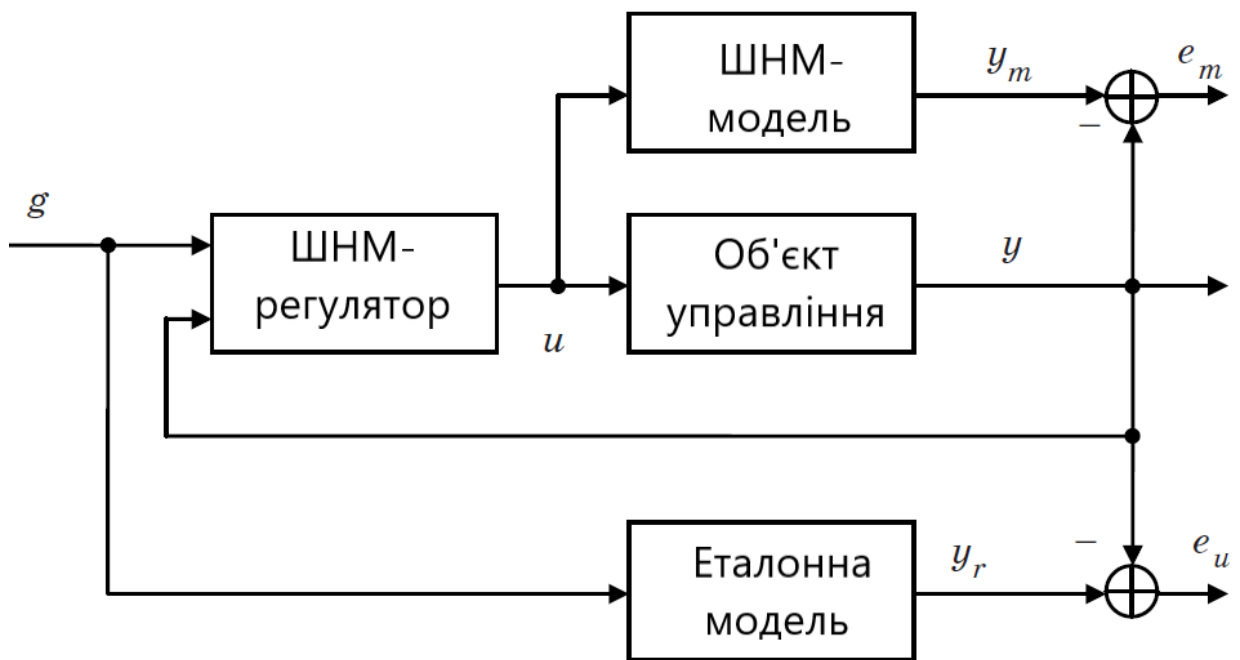 ШНМ-
модель
y_m
e_m
−
g
ШНМ-
регулятор
u
Об'єкт
управління
y
Еталонна
модель
y_r
−
e_u